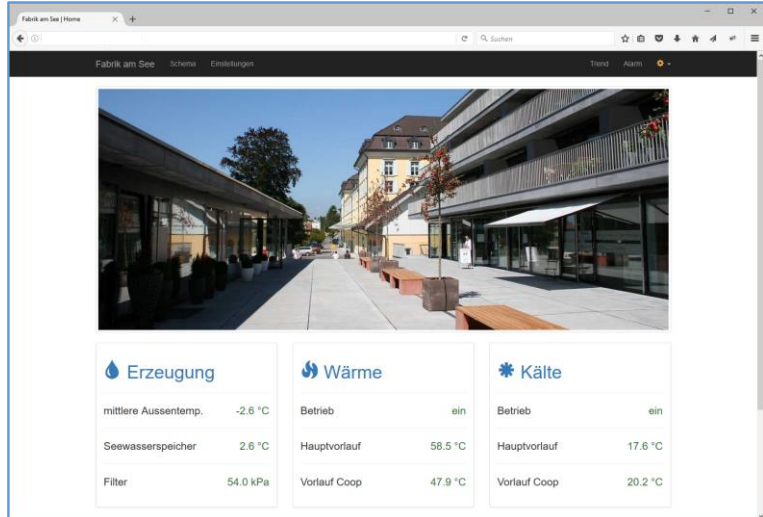 Fabrik am See | Home
Suchen
Fabrik am See Schema Einstellungen Trend Alarm
Erzeugung
mittlere Aussentemp. -2.6 °C
Seewasserspeicher 2.6 °C
Filter 54.0 kPa
Wärme
Betrieb ein
Hauptvorlauf 58.5 °C
Vorlauf Coop 47.9 °C
Kälte
Betrieb ein
Hauptvorlauf 17.6 °C
Vorlauf Coop 20.2 °C